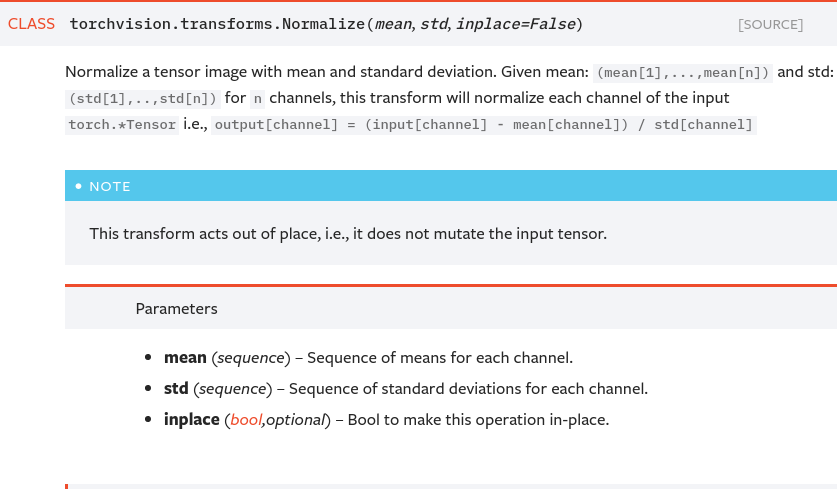 CLASS torchvision.transforms.Normalize(mean, std, inplace=False) [SOURCE]
Normalize a tensor image with mean and standard deviation. Given mean: (mean[1],...,mean[n]) and std:
(std[1],..,std[n]) for n channels, this transform will normalize each channel of the input
torch.*Tensor i.e., output[channel] = (input[channel] - mean[channel]) / std[channel]
• NOTE
This transform acts out of place, i.e., it does not mutate the input tensor.
Parameters
• mean (sequence) – Sequence of means for each channel.
• std (sequence) – Sequence of standard deviations for each channel.
• inplace (bool,optional) – Bool to make this operation in-place.